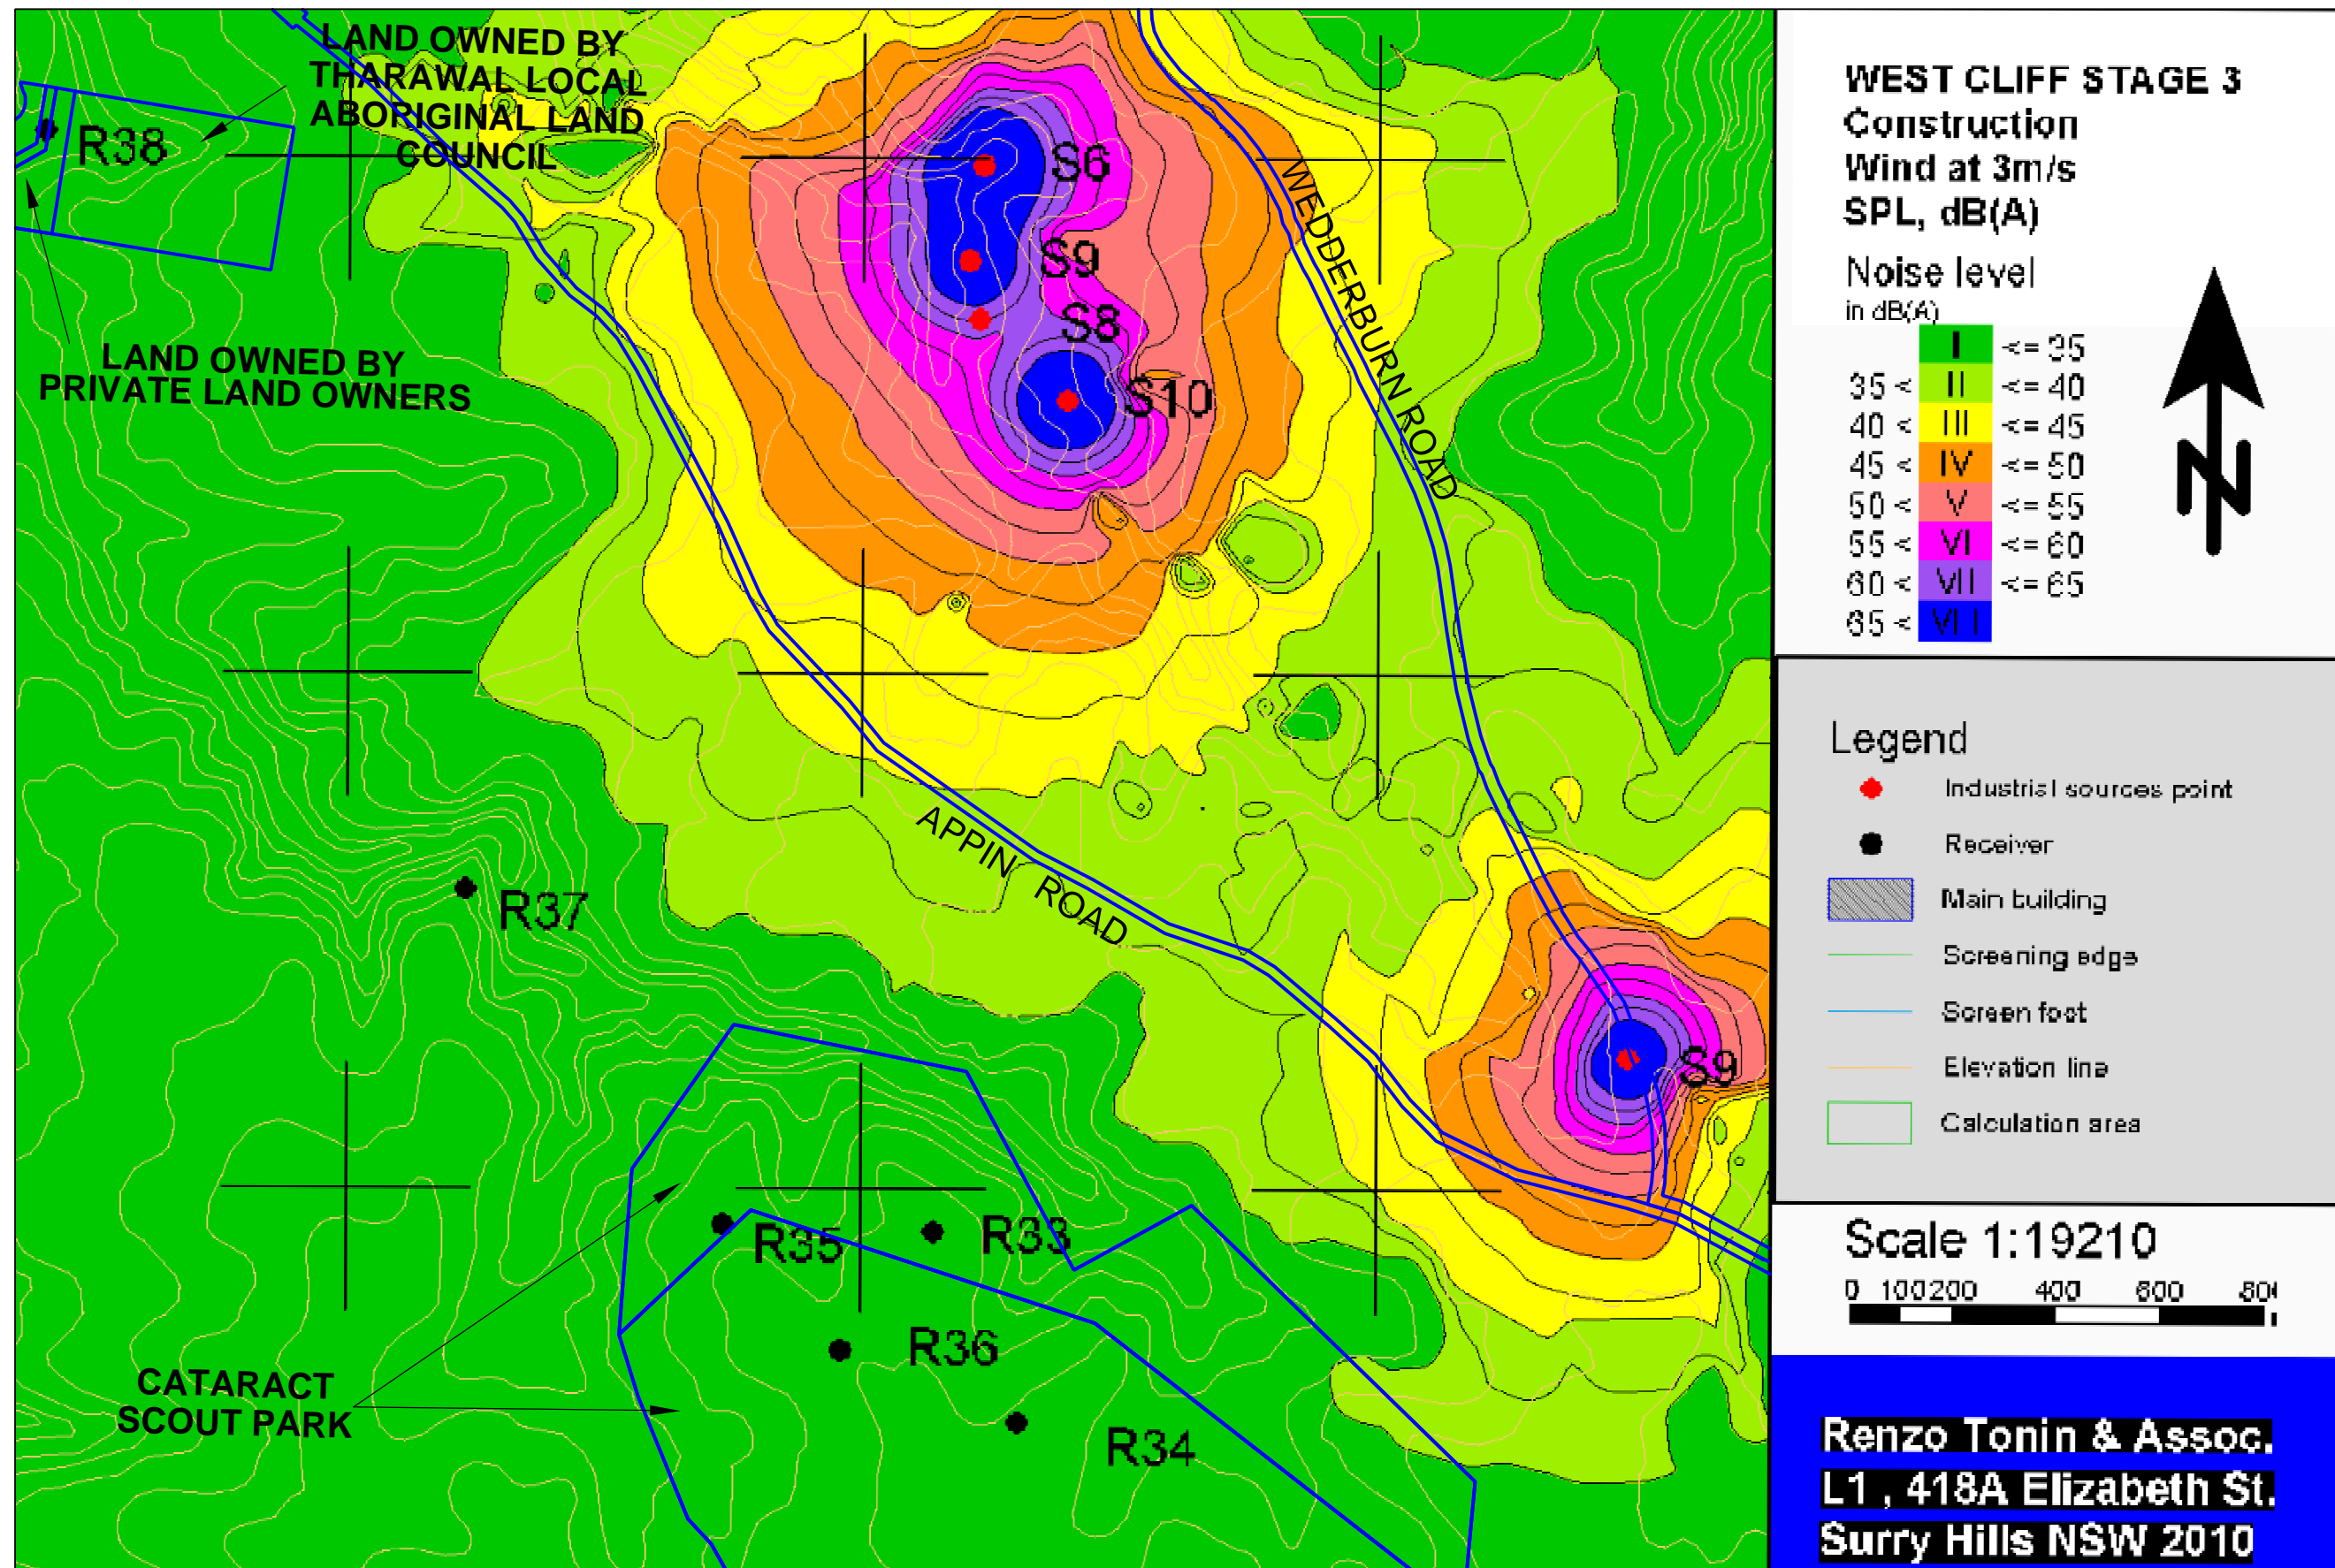 LAND OWNED BY
THARAWAL LOCAL
ABORIGINAL LAND
COUNCIL
R38
LAND OWNED BY
PRIVATE LAND OWNERS
S6
S9
S8
S10
WEDDERBURN ROAD
APPIN ROAD
R37
S9
R35
R33
R36
R34
CATARACT
SCOUT PARK
WEST CLIFF STAGE 3
Construction
Wind at 3m/s
SPL, dB(A)
Noise level
in dB(A)
I <= 35
35 < II <= 40
40 < III <= 45
45 < IV <= 50
50 < V <= 55
55 < VI <= 60
60 < VII <= 65
65 < VIII
N
Legend
Industrial sources point
Receiver
Main building
Screening edge
Screen foot
Elevation line
Calculation area
Scale 1:19210
0 100 200 400 600 800
Renzo Tonin & Assoc.
L1 , 418A Elizabeth St.
Surry Hills NSW 2010